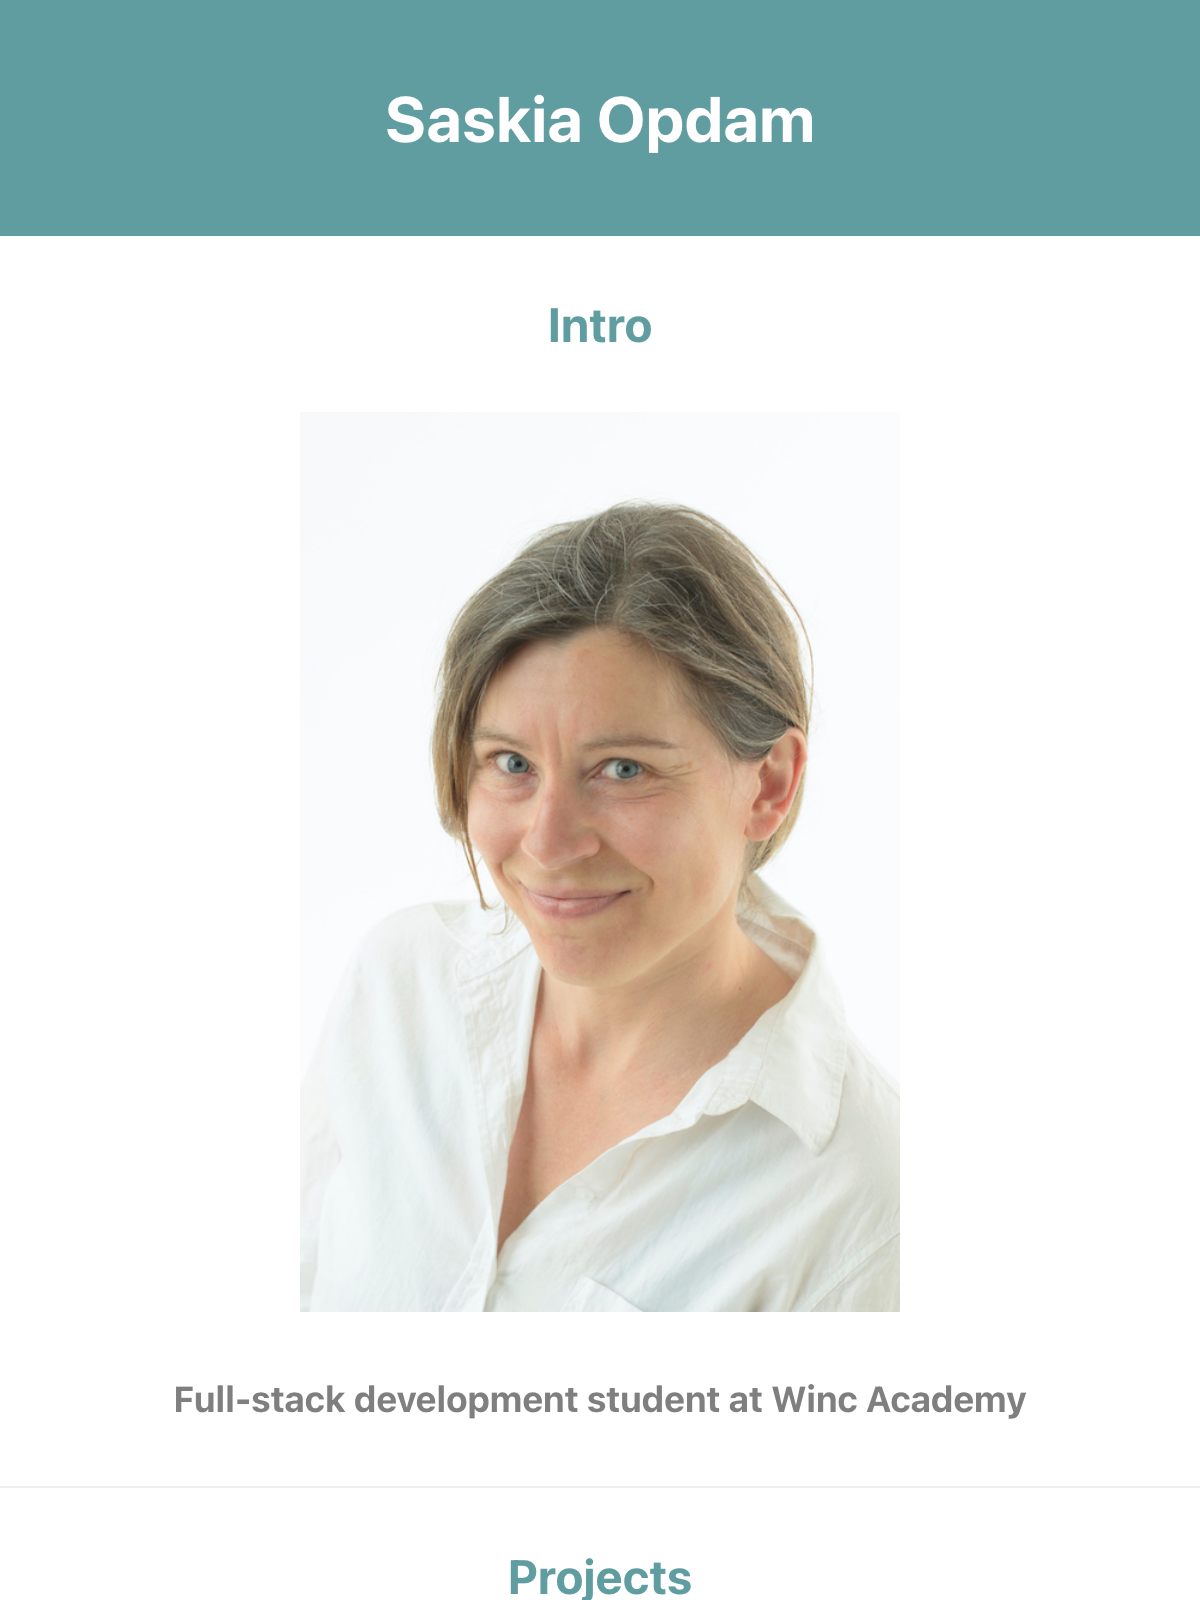 Saskia Opdam
Intro
Full-stack development student at Winc Academy
Projects